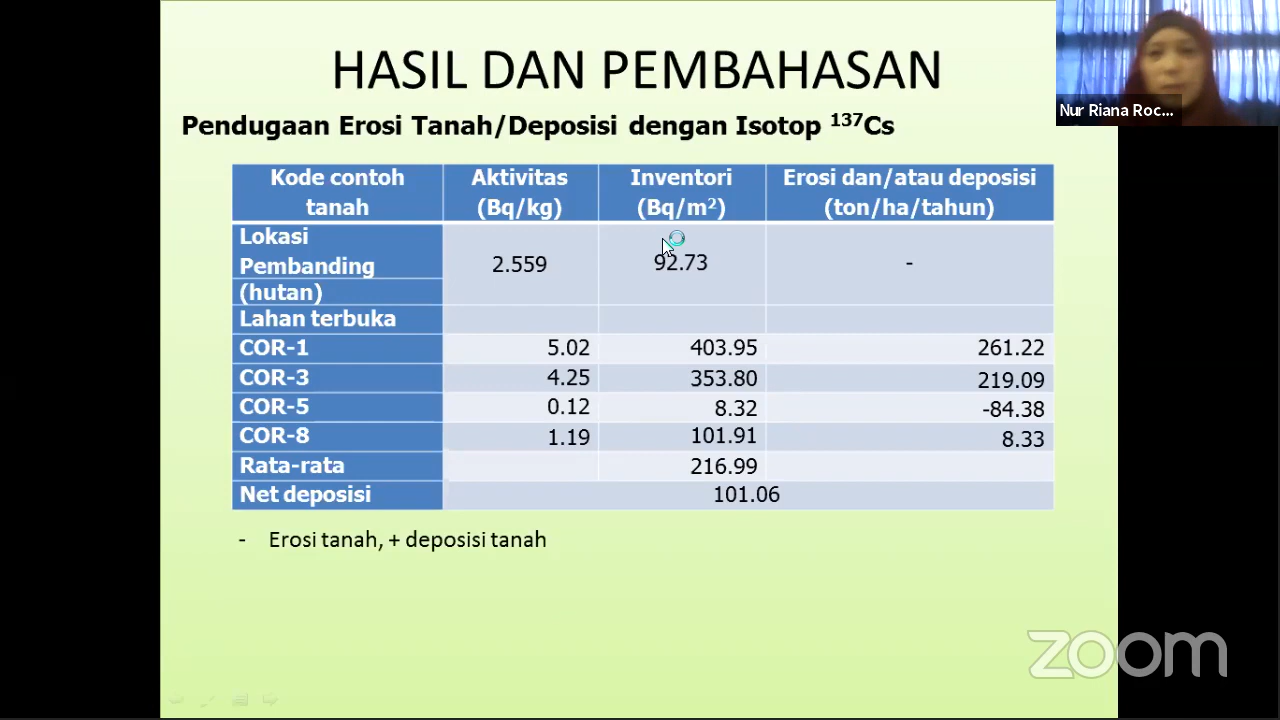 HASIL DAN PEMBAHASAN
Nur Riana Roc...
Pendugaan Erosi Tanah/Deposisi dengan Isotop ¹³⁷Cs
Kode contoh tanah Aktivitas (Bq/kg) Inventori (Bq/m²) Erosi dan/atau deposisi (ton/ha/tahun)
Lokasi Pembanding (hutan) 2.559 92.73 -
Lahan terbuka
COR-1 5.02 403.95 261.22
COR-3 4.25 353.80 219.09
COR-5 0.12 8.32 -84.38
COR-8 1.19 101.91 8.33
Rata-rata 216.99
Net deposisi 101.06
- Erosi tanah, + deposisi tanah
zoom